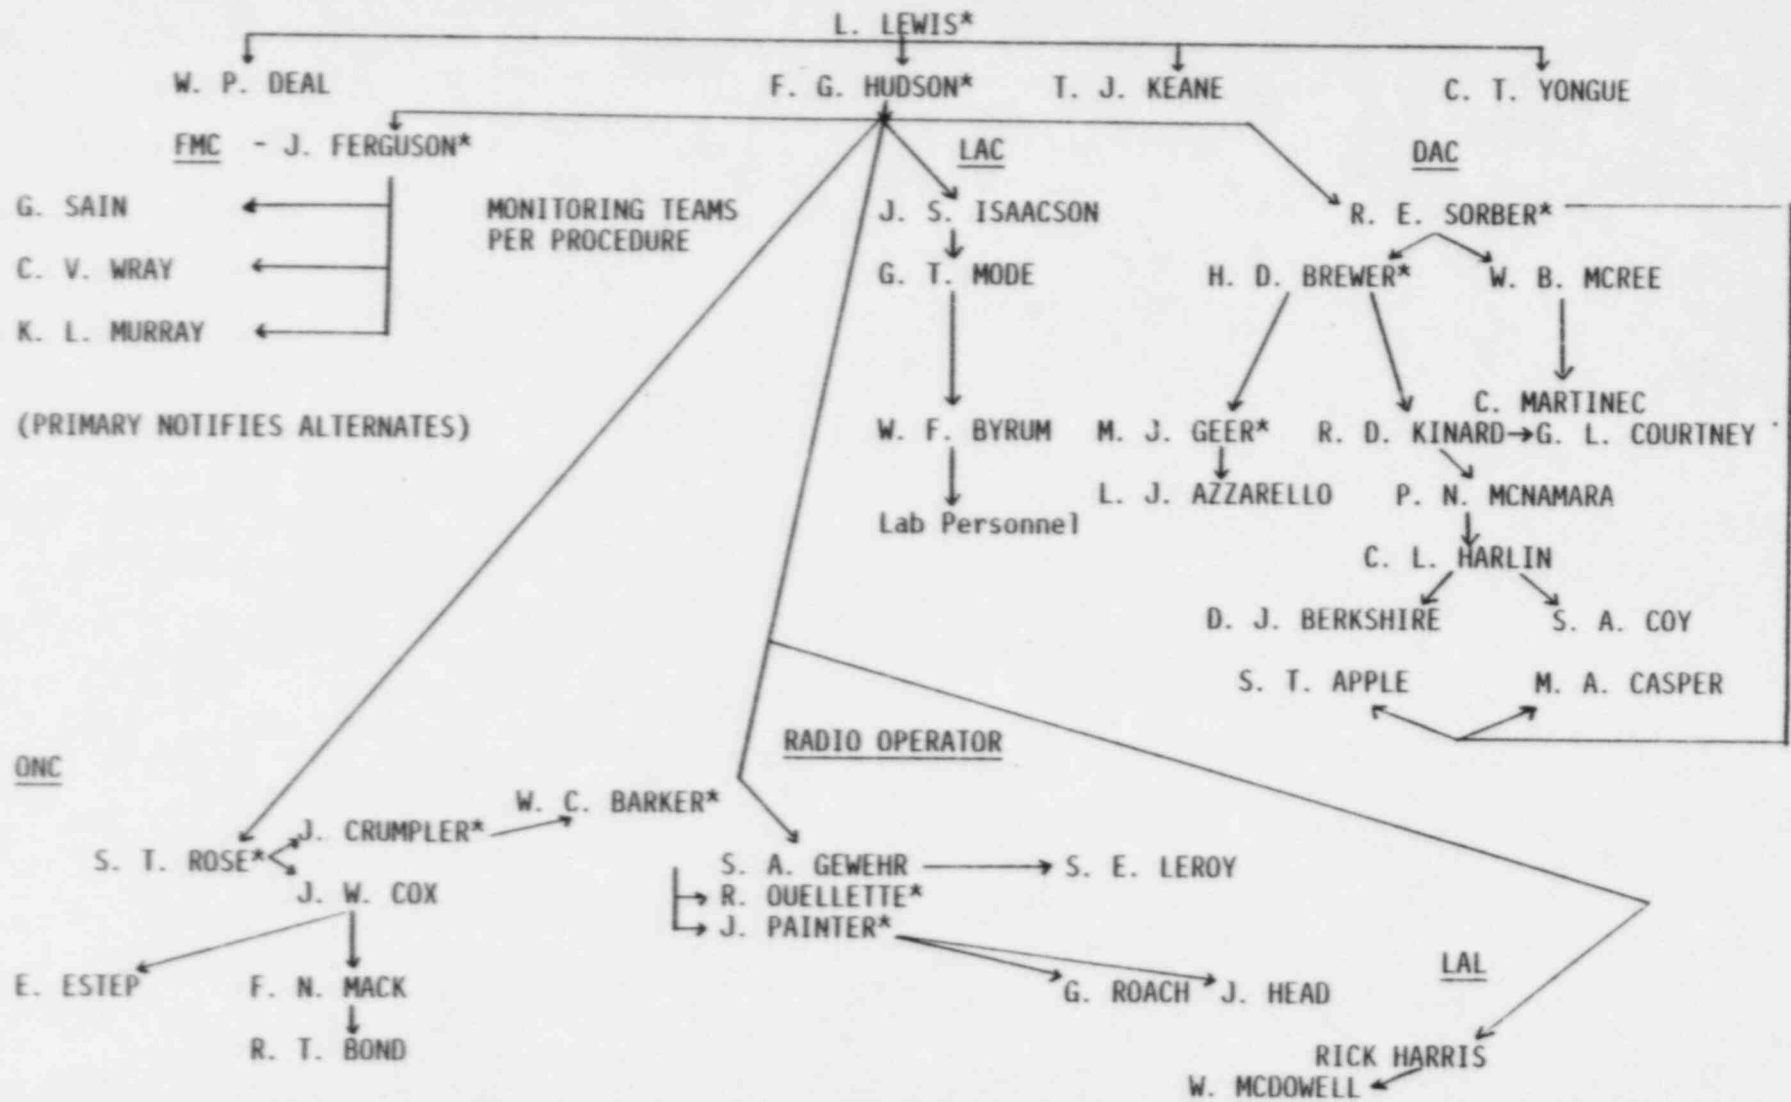 L. LEWIS*
W. P. DEAL
F. G. HUDSON*
T. J. KEANE
C. T. YONGUE
FMC - J. FERGUSON*
LAC
DAC
G. SAIN
MONITORING TEAMS
PER PROCEDURE
J. S. ISAACSON
R. E. SORBER*
C. V. WRAY
G. T. MODE
H. D. BREWER*
W. B. MCREE
K. L. MURRAY
C. MARTINEC
(PRIMARY NOTIFIES ALTERNATES)
W. F. BYRUM
M. J. GEER*
R. D. KINARD
G. L. COURTNEY
L. J. AZZARELLO
P. N. MCNAMARA
Lab Personnel
C. L. HARLIN
D. J. BERKSHIRE
S. A. COY
S. T. APPLE
M. A. CASPER
RADIO OPERATOR
ONC
W. C. BARKER*
J. CRUMPLER*
S. T. ROSE*
S. A. GEWEHR
S. E. LEROY
J. W. COX
R. OUELLETTE*
J. PAINTER*
LAL
E. ESTEP
F. N. MACK
G. ROACH
J. HEAD
R. T. BOND
RICK HARRIS
W. MCDOWELL